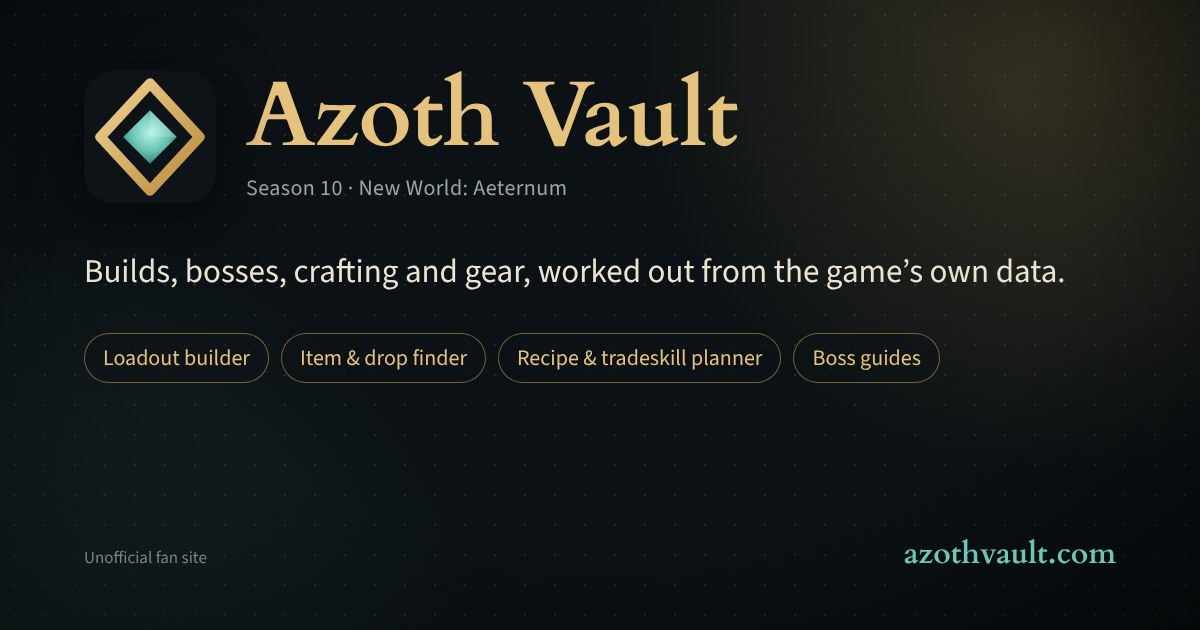 Azoth Vault
Season 10 · New World: Aeternum
Builds, bosses, crafting and gear, worked out from the game’s own data.
Loadout builder
Item & drop finder
Recipe & tradeskill planner
Boss guides
Unofficial fan site
azothvault.com